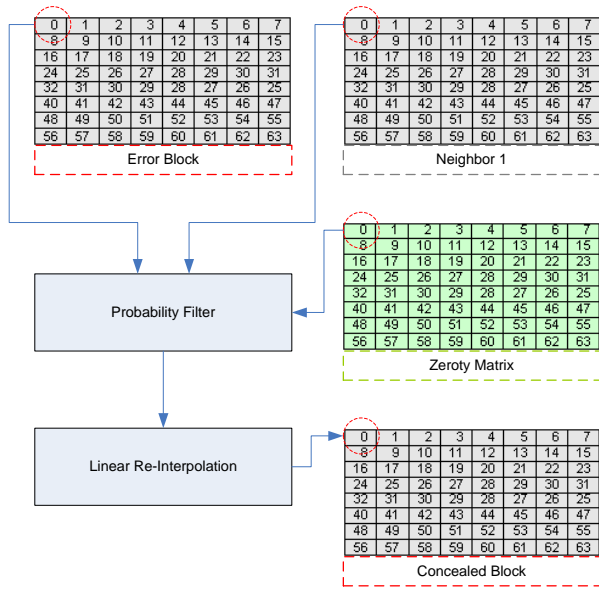 0 1 2 3 4 5 6 7
8 9 10 11 12 13 14 15
16 17 18 19 20 21 22 23
24 25 26 27 28 29 30 31
32 31 30 29 28 27 26 25
40 41 42 43 44 45 46 47
48 49 50 51 52 53 54 55
56 57 58 59 60 61 62 63
Error Block
0 1 2 3 4 5 6 7
8 9 10 11 12 13 14 15
16 17 18 19 20 21 22 23
24 25 26 27 28 29 30 31
32 31 30 29 28 27 26 25
40 41 42 43 44 45 46 47
48 49 50 51 52 53 54 55
56 57 58 59 60 61 62 63
Neighbor 1
0 1 2 3 4 5 6 7
8 9 10 11 12 13 14 15
16 17 18 19 20 21 22 23
24 25 26 27 28 29 30 31
32 31 30 29 28 27 26 25
40 41 42 43 44 45 46 47
48 49 50 51 52 53 54 55
56 57 58 59 60 61 62 63
Zeroty Matrix
Probability Filter
Linear Re-Interpolation
0 1 2 3 4 5 6 7
8 9 10 11 12 13 14 15
16 17 18 19 20 21 22 23
24 25 26 27 28 29 30 31
32 31 30 29 28 27 26 25
40 41 42 43 44 45 46 47
48 49 50 51 52 53 54 55
56 57 58 59 60 61 62 63
Concealed Block